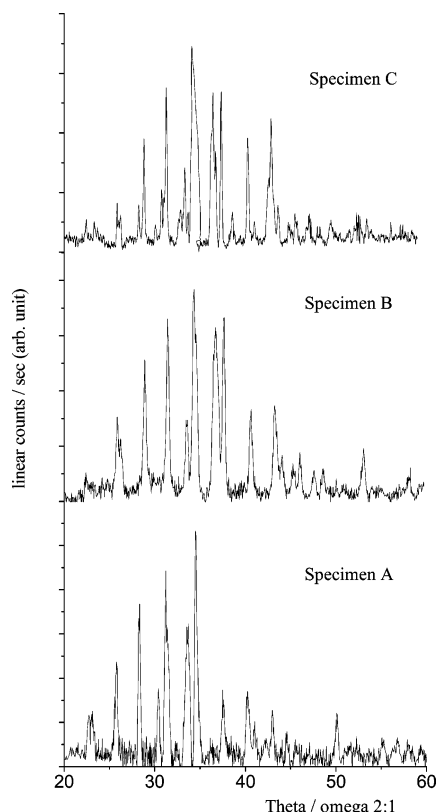 Specimen C
Specimen B
linear counts / sec (arb. unit)
Specimen A
20 30 40 50 60
Theta / omega 2:1